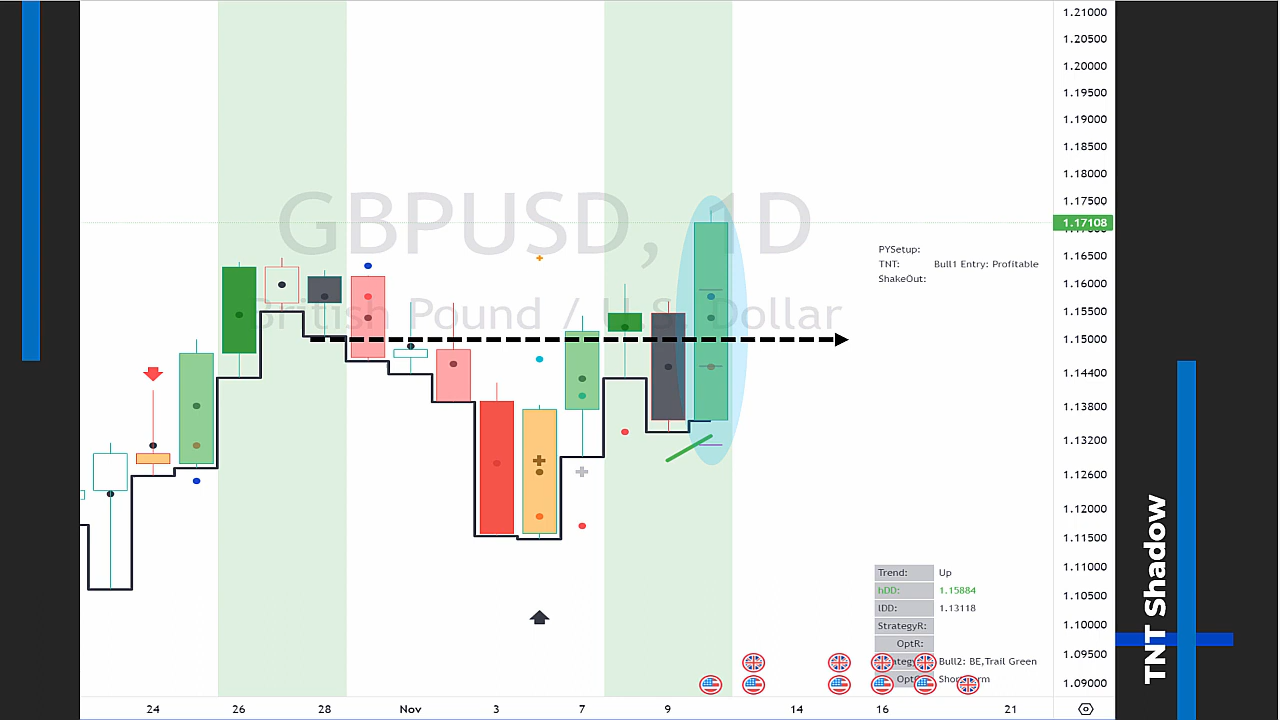 GBPUSD, 1D
British Pound / U.S. Dollar
1.21000
1.20500
1.20000
1.19500
1.19000
1.18500
1.18000
1.17500
1.17108
1.16500
1.16000
1.15500
1.15000
1.14400
1.13800
1.13200
1.12600
1.12000
1.11500
1.11000
1.10500
1.10000
1.09500
1.09000
PYSetup:
TNT: Bull1 Entry: Profitable
ShakeOut:
Trend: Up
hDD: 1.15884
lDD: 1.13118
StrategyR:
OptR:
Bull2: BE,Trail Green
24 26 28 Nov 3 7 9 14 16 21
TNT Shadow